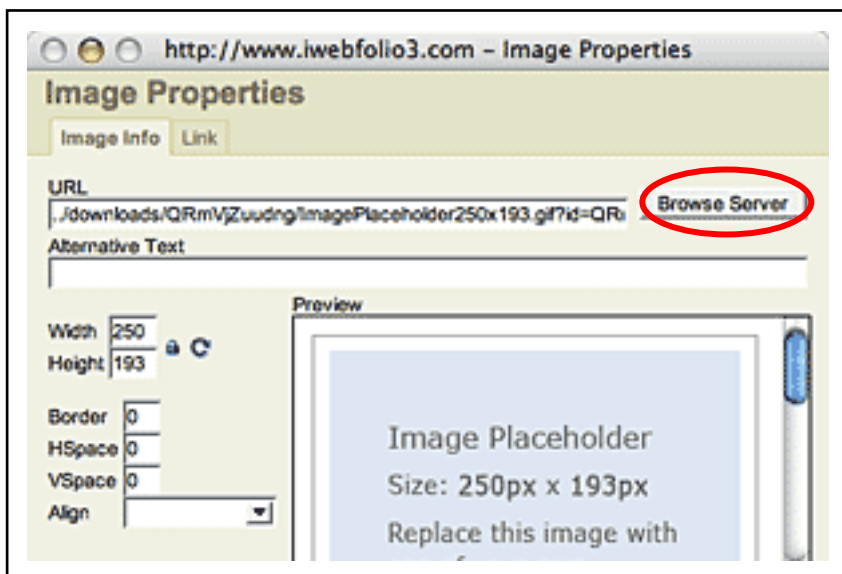 http://www.iwebfolio3.com – Image Properties
Image Properties
Image Info Link
URL
../downloads/QRmVjZuudng/ImagePlaceholder250x193.gif?id=QR
Browse Server
Alternative Text
Preview
Width 250
Height 193
Border 0
HSpace 0
VSpace 0
Align
Image Placeholder
Size: 250px x 193px
Replace this image with